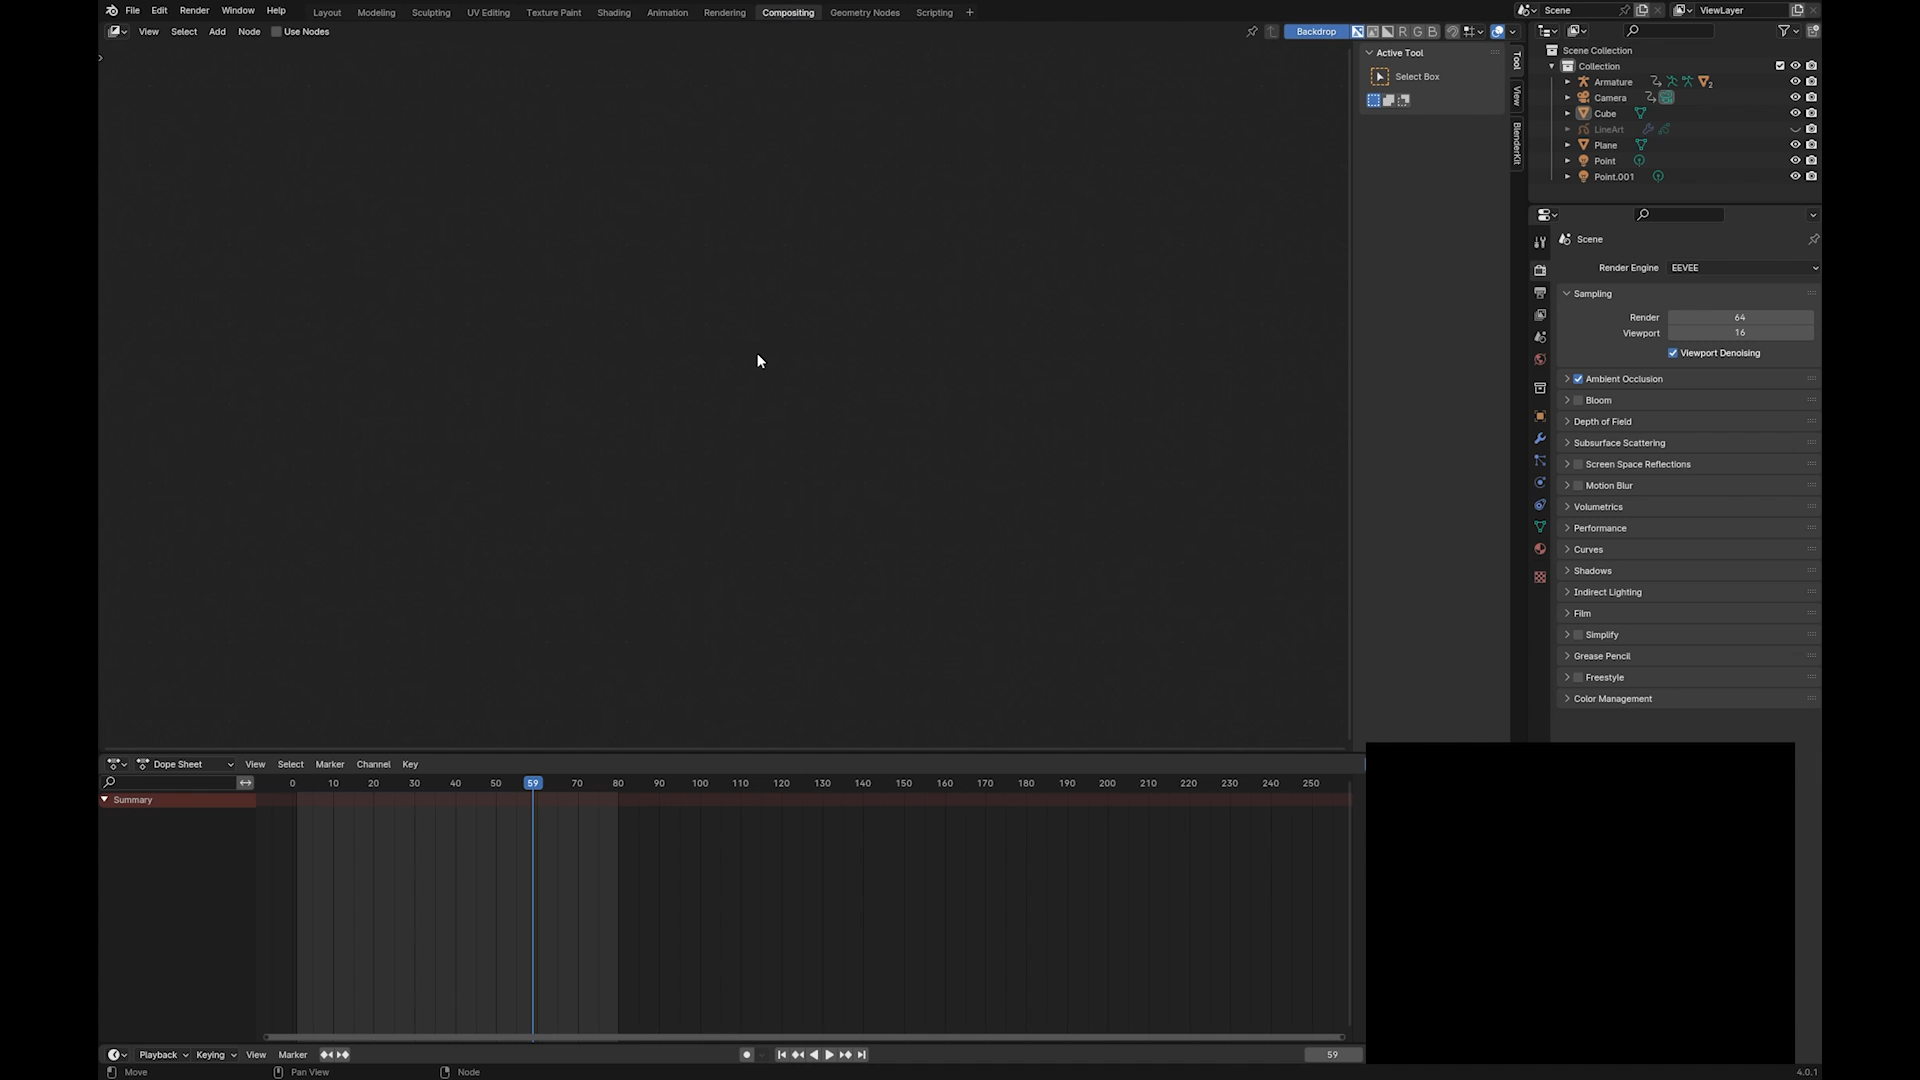 File Edit Render Window Help Layout Modeling Sculpting UV Editing Texture Paint Shading Animation Rendering Compositing Geometry Nodes Scripting + Scene ViewLayer
View Select Add Node Use Nodes Backdrop R G B
Active Tool
Select Box
Tool
View
BlenderKit
Scene Collection
Collection
Armature 2
Camera
Cube
LineArt
Plane
Point
Point.001
Scene
Render Engine EEVEE
Sampling
Render 64
Viewport 16
Viewport Denoising
Ambient Occlusion
Bloom
Depth of Field
Subsurface Scattering
Screen Space Reflections
Motion Blur
Volumetrics
Performance
Curves
Shadows
Indirect Lighting
Film
Simplify
Grease Pencil
Freestyle
Color Management
Dope Sheet View Select Marker Channel Key
0 10 20 30 40 50 59 70 80 90 100 110 120 130 140 150 160 170 180 190 200 210 220 230 240 250
Summary
Playback Keying View Marker 59
Move Pan View Node 4.0.1